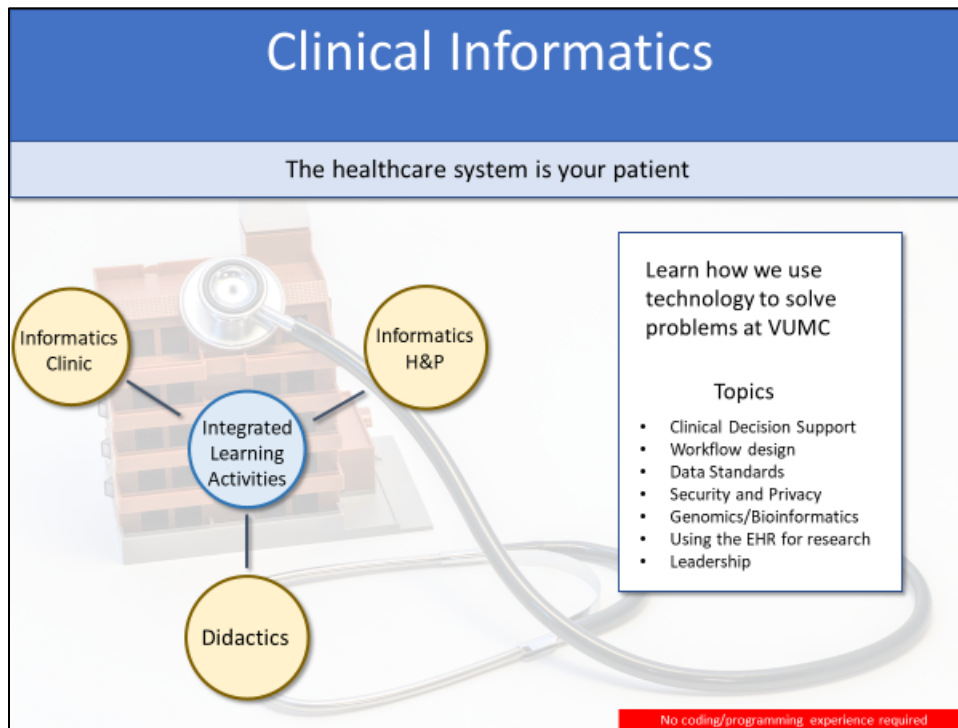 Clinical Informatics
The healthcare system is your patient
Informatics
Clinic
Informatics
H&P
Integrated
Learning
Activities
Didactics
Learn how we use
technology to solve
problems at VUMC
Topics
• Clinical Decision Support
• Workflow design
• Data Standards
• Security and Privacy
• Genomics/Bioinformatics
• Using the EHR for research
• Leadership
No coding/programming experience required